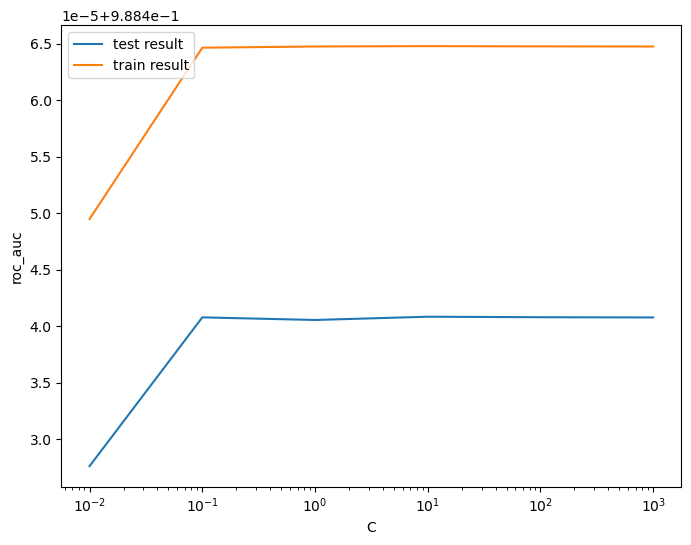 1e−5+9.884e−1
test result
train result
6.5
6.0
5.5
5.0
4.5
4.0
3.5
3.0
roc_auc
10⁻² 10⁻¹ 10⁰ 10¹ 10² 10³
C